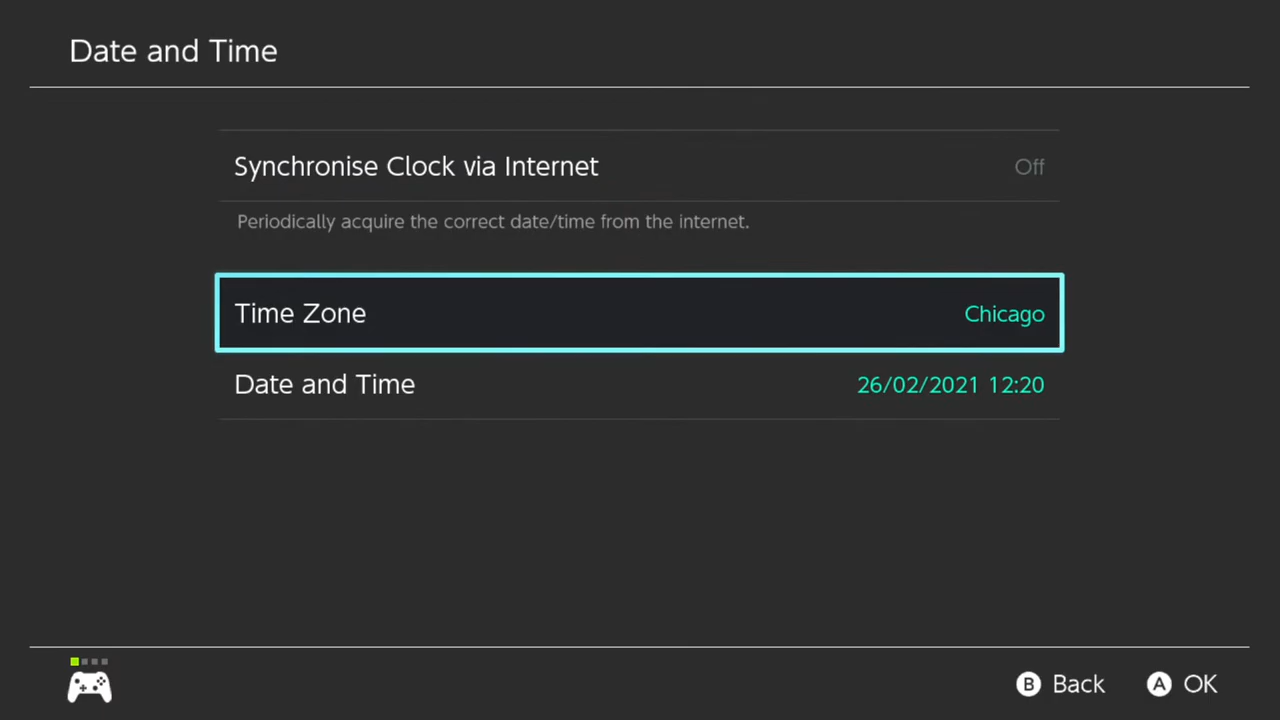 Date and Time
Synchronise Clock via Internet Off
Periodically acquire the correct date/time from the internet.
Time Zone Chicago
Date and Time 26/02/2021 12:20
B Back A OK